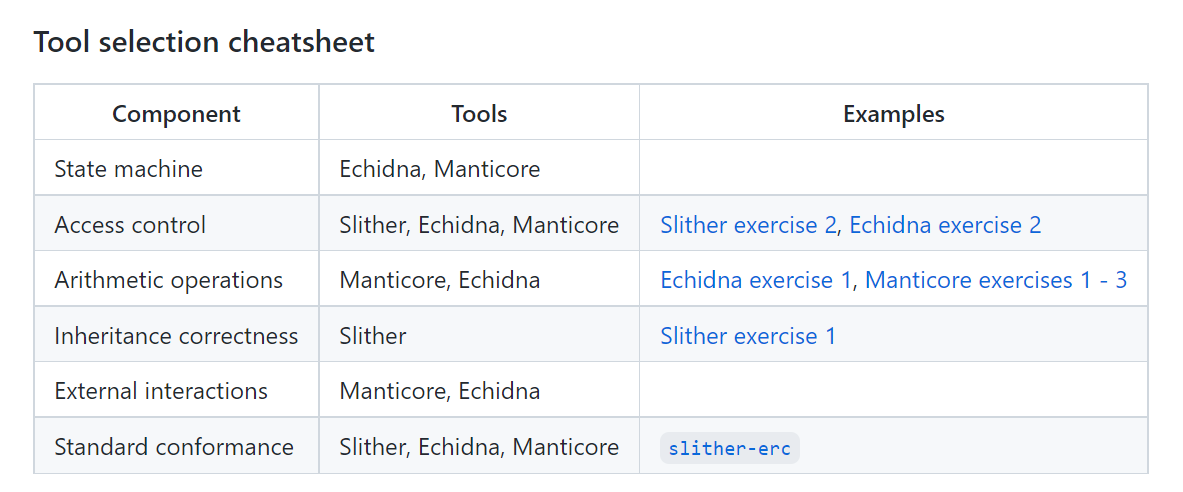 Tool selection cheatsheet
Component Tools Examples
State machine Echidna, Manticore
Access control Slither, Echidna, Manticore Slither exercise 2, Echidna exercise 2
Arithmetic operations Manticore, Echidna Echidna exercise 1, Manticore exercises 1 - 3
Inheritance correctness Slither Slither exercise 1
External interactions Manticore, Echidna
Standard conformance Slither, Echidna, Manticore slither-erc